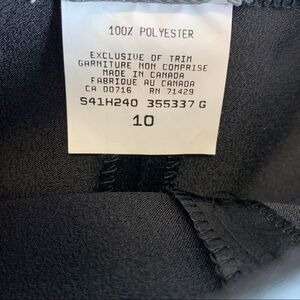 100% POLYESTER
EXCLUSIVE OF TRIM
GARNITURE NON COMPRISE
MADE IN CANADA
FABRIQUE AU CANADA
CA 00716 RN 71429
S41H240 355337 G
10